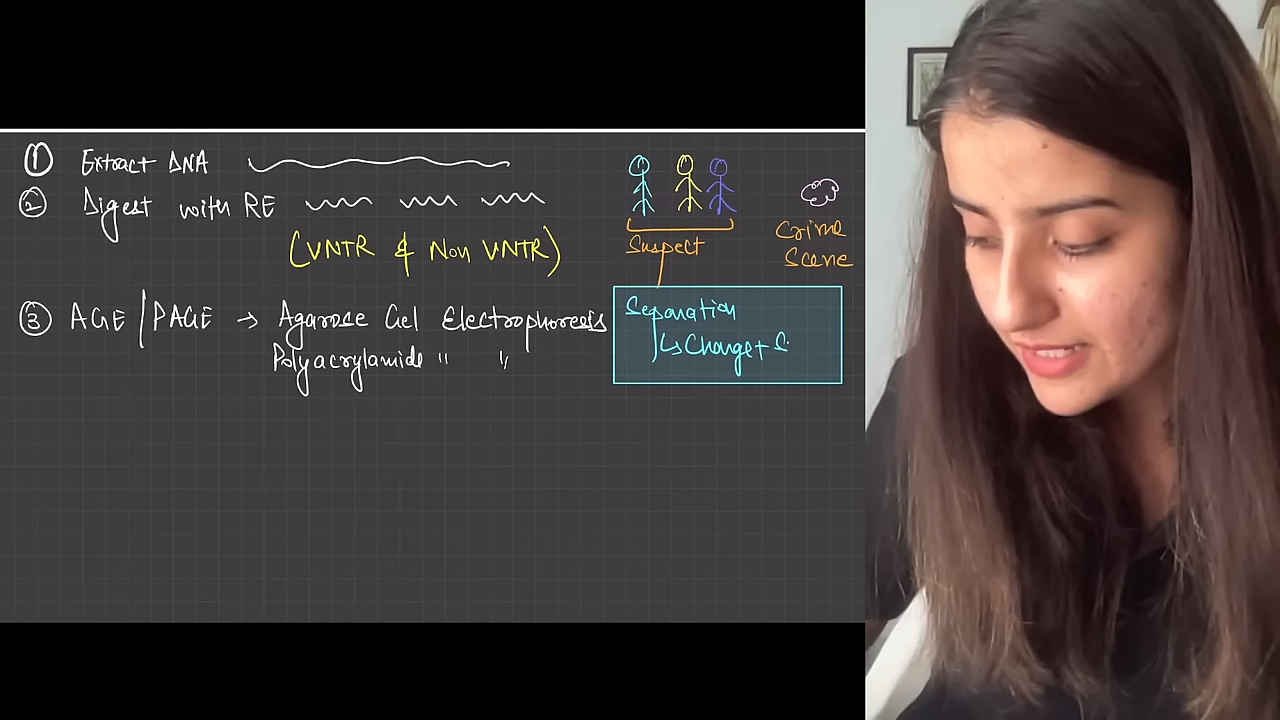 ① Extract DNA
② Digest with RE
(VNTR & Non VNTR)
③ AGE/PAGE → Agarose Gel Electrophoresis
Polyacrylamide " "
Suspect
Crime
Scene
Separation
↳ Charge + S